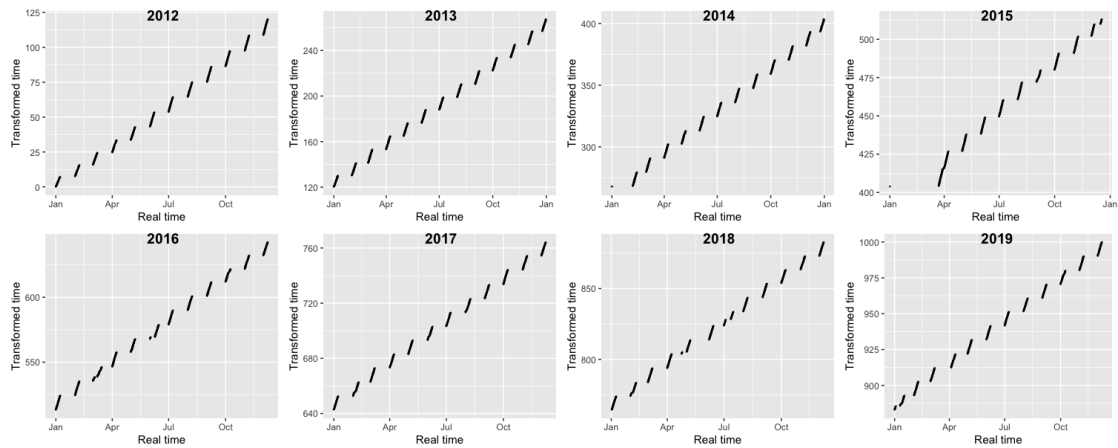 2012
Transformed time
125
100
75
50
25
0
Jan Apr Jul Oct
Real time
2013
Transformed time
240
200
160
120
Jan Apr Jul Oct Jan
Real time
2014
Transformed time
400
350
300
Jan Apr Jul Oct Jan
Real time
2015
Transformed time
500
475
450
425
400
Jan Apr Jul Oct Jan
Real time
2016
Transformed time
600
550
Jan Apr Jul Oct
Real time
2017
Transformed time
760
720
680
640
Jan Apr Jul Oct
Real time
2018
Transformed time
850
800
Jan Apr Jul Oct
Real time
2019
Transformed time
1000
975
950
925
900
Jan Apr Jul Oct
Real time